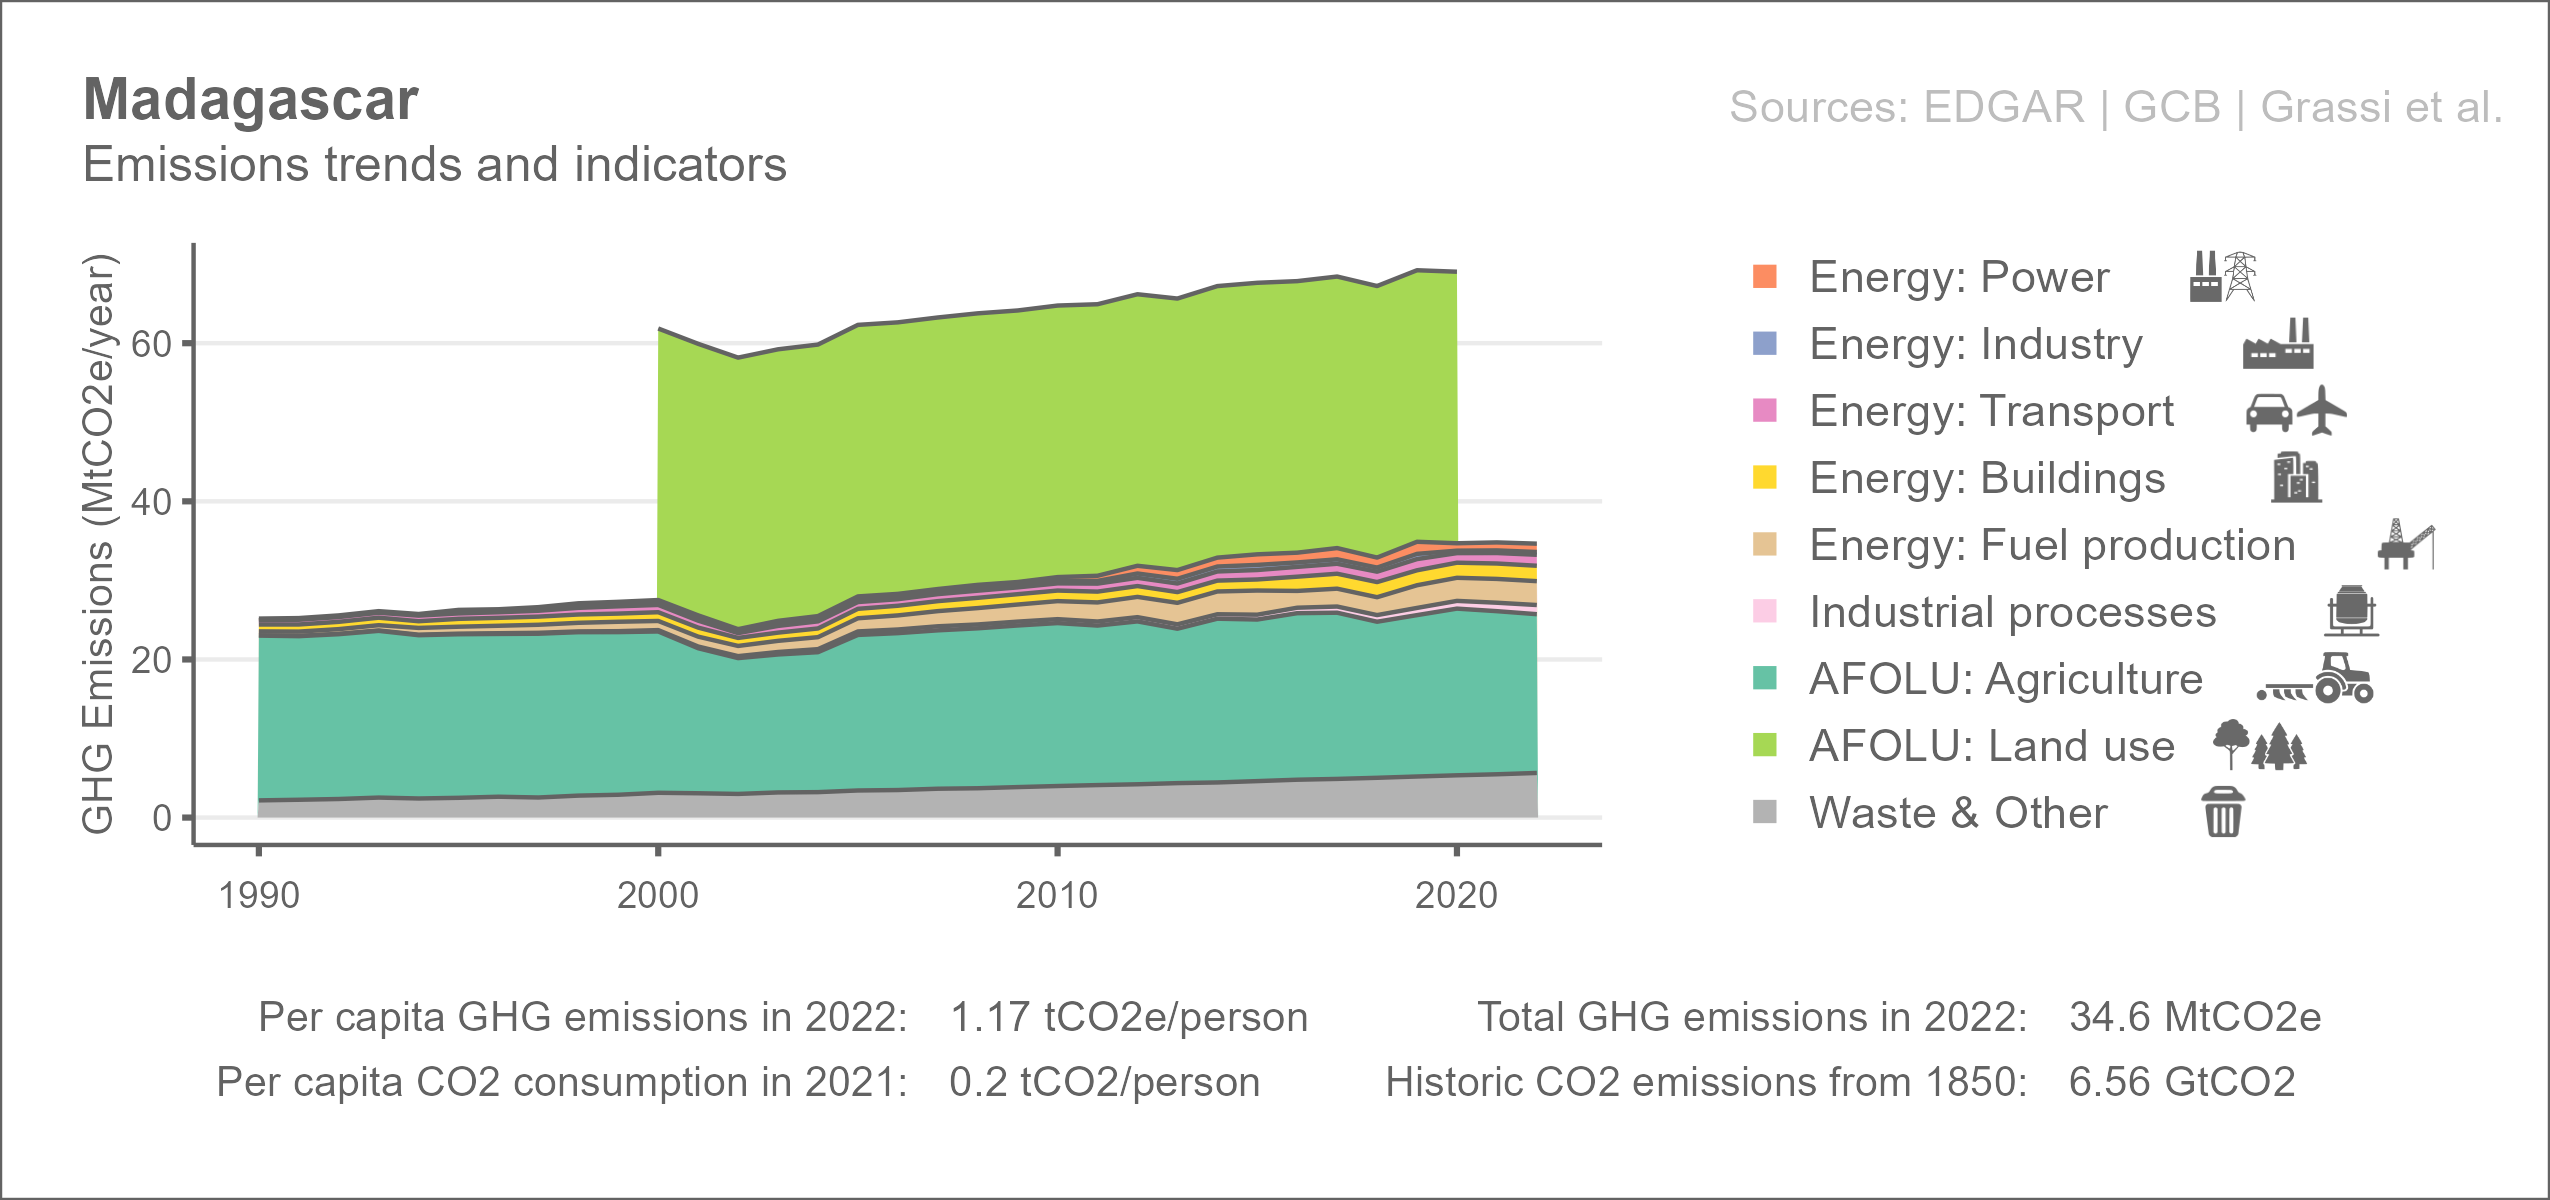 Madagascar
Sources: EDGAR | GCB | Grassi et al.
Emissions trends and indicators
GHG Emissions (MtCO2e/year)
60
40
20
0
1990
2000
2010
2020
Energy: Power
Energy: Industry
Energy: Transport
Energy: Buildings
Energy: Fuel production
Industrial processes
AFOLU: Agriculture
AFOLU: Land use
Waste & Other
Per capita GHG emissions in 2022: 1.17 tCO2e/person
Total GHG emissions in 2022: 34.6 MtCO2e
Per capita CO2 consumption in 2021: 0.2 tCO2/person
Historic CO2 emissions from 1850: 6.56 GtCO2